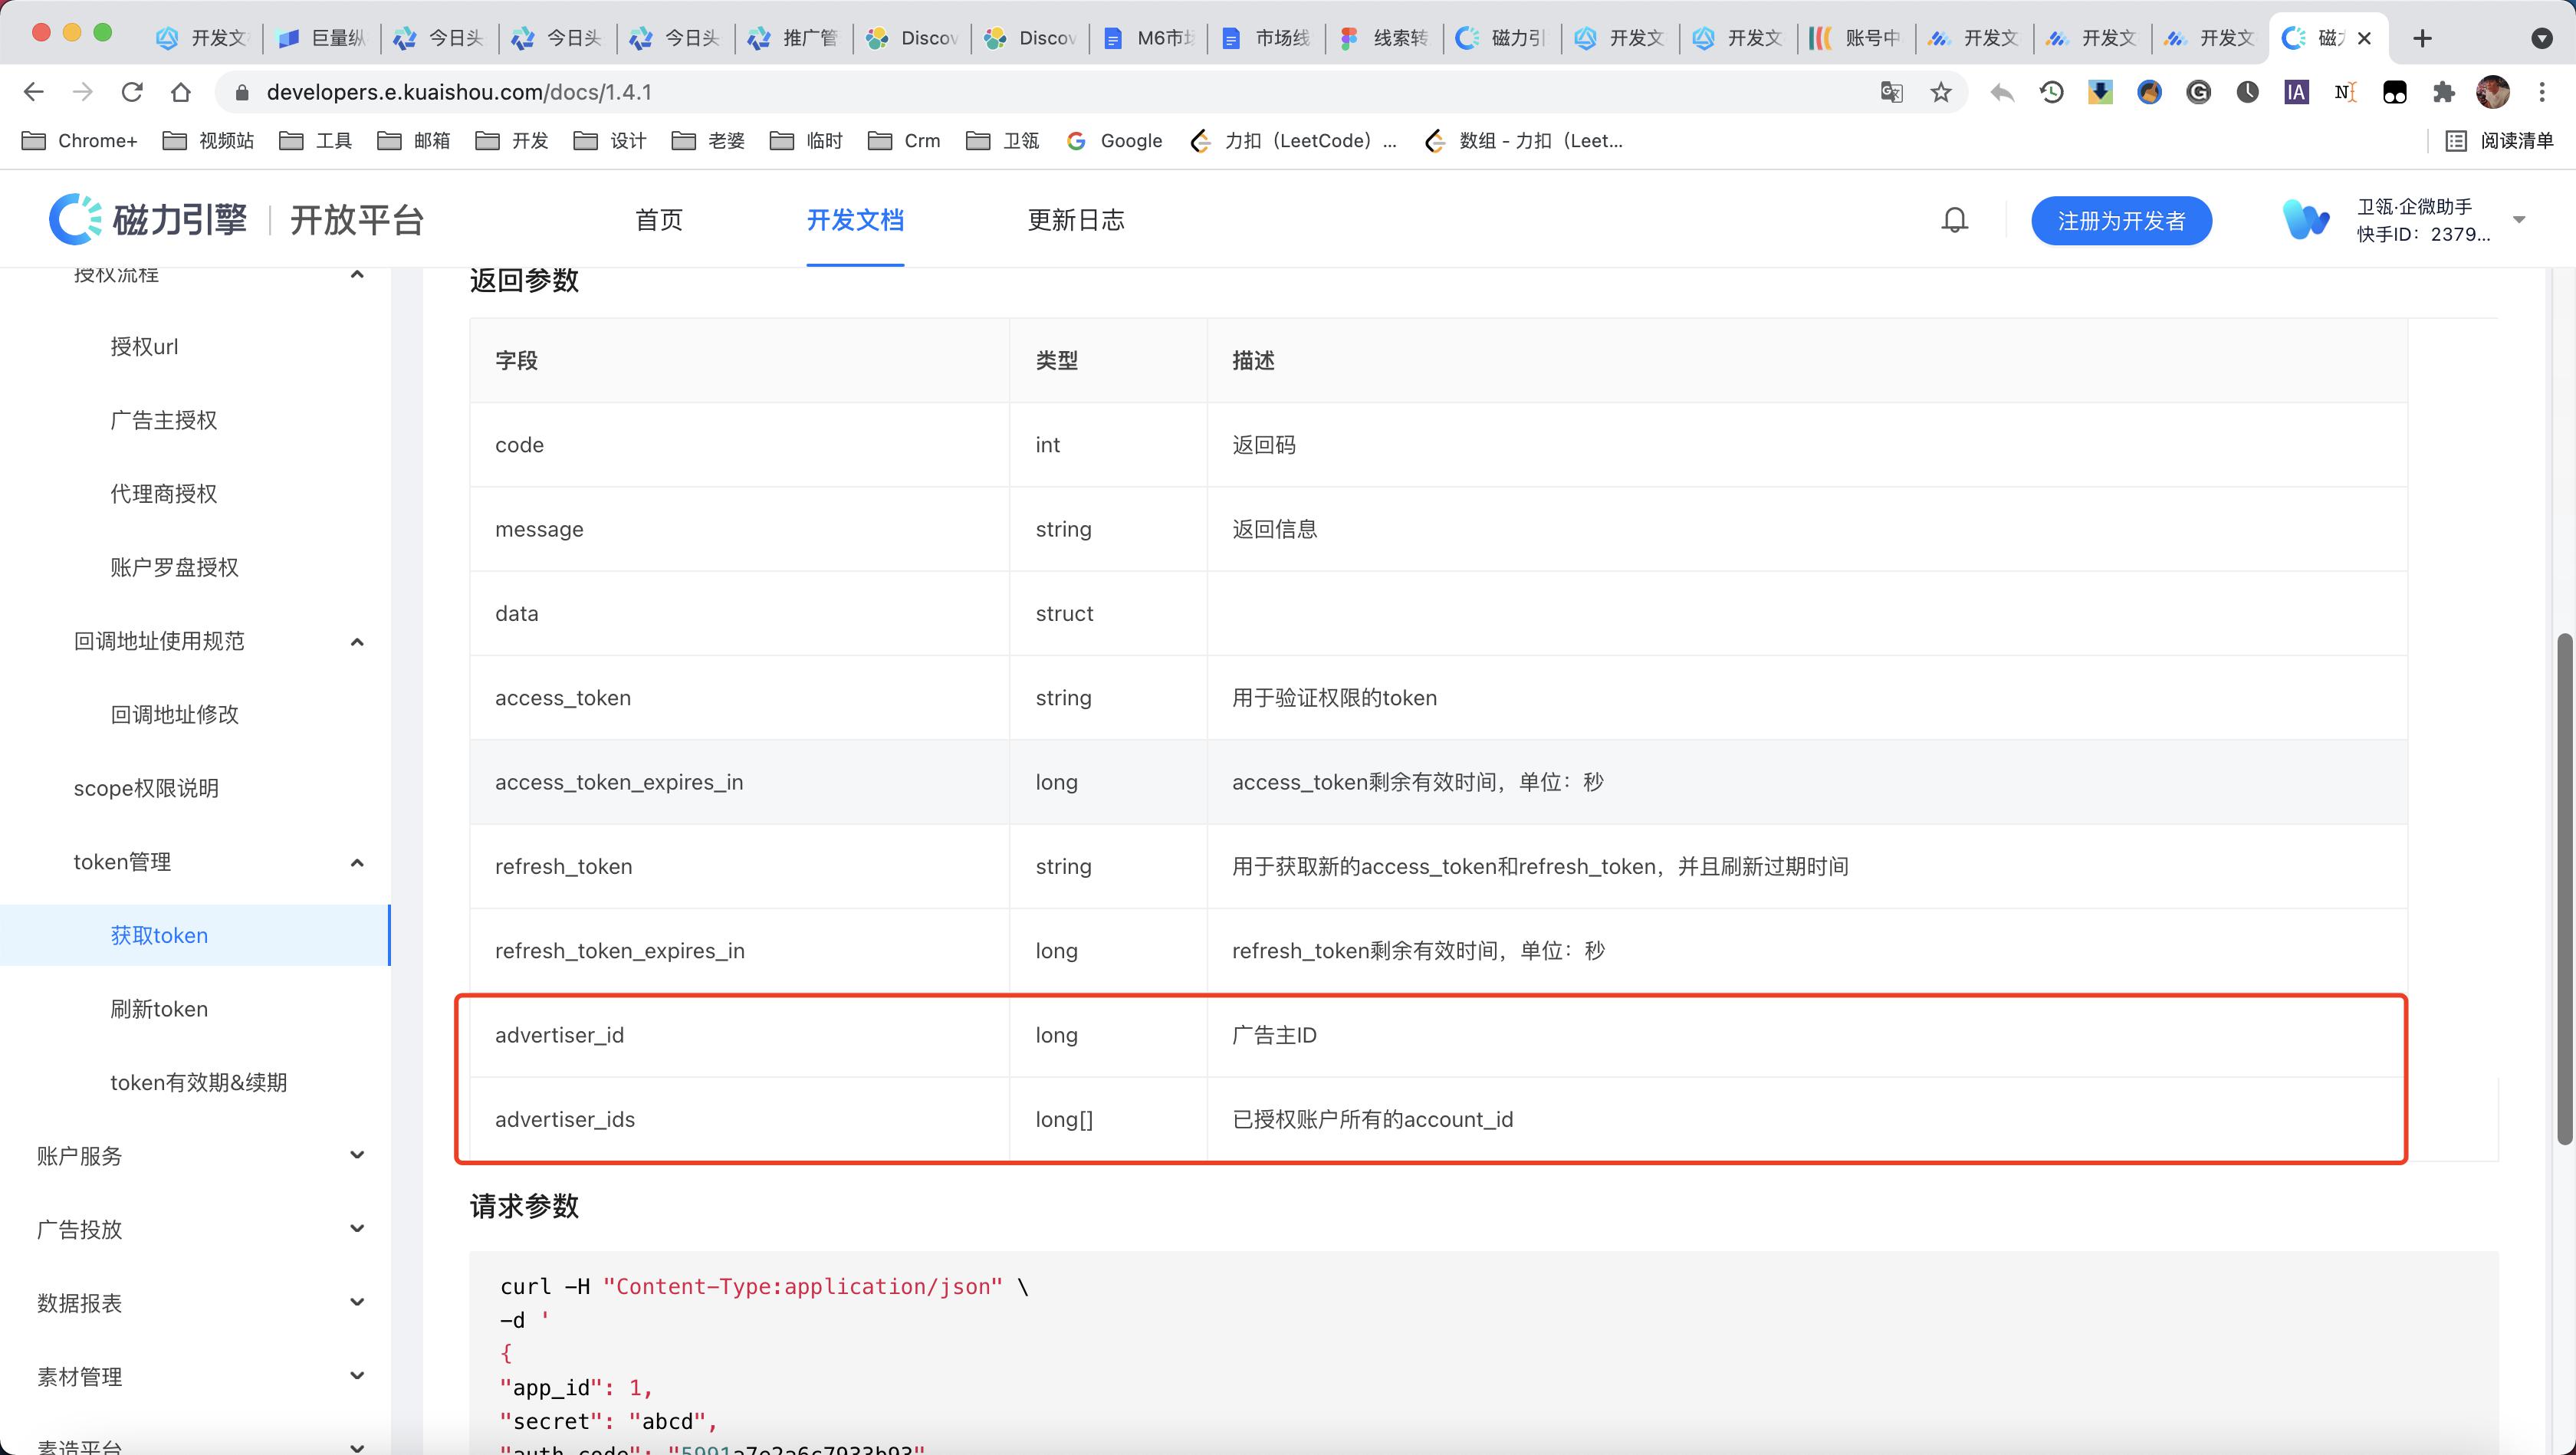 开发文
巨量纵
今日头
今日头
今日头
推广管
Discov
Discov
M6市场
市场线
线索转
磁力引
开发文
开发文
账号中
开发文
开发文
开发文
磁力
developers.e.kuaishou.com/docs/1.4.1
Chrome+ 视频站 工具 邮箱 开发 设计 老婆 临时 Crm 卫瓴 Google 力扣（LeetCode）... 数组 - 力扣（Leet... 阅读清单
磁力引擎 | 开放平台 首页 开发文档 更新日志 注册为开发者
卫瓴·企微助手
快手ID：2379...
授权流程
授权url
广告主授权
代理商授权
账户罗盘授权
回调地址使用规范
回调地址修改
scope权限说明
token管理
获取token
刷新token
token有效期&续期
账户服务
广告投放
数据报表
素材管理
素造平台
返回参数
字段 类型 描述
code int 返回码
message string 返回信息
data struct
access_token string 用于验证权限的token
access_token_expires_in long access_token剩余有效时间，单位：秒
refresh_token string 用于获取新的access_token和refresh_token，并且刷新过期时间
refresh_token_expires_in long refresh_token剩余有效时间，单位：秒
advertiser_id long 广告主ID
advertiser_ids long[] 已授权账户所有的account_id
请求参数
curl -H "Content-Type:application/json" \
-d '
{
"app_id": 1,
"secret": "abcd",
"auth_code": "5991a7e2a6c7933b93"